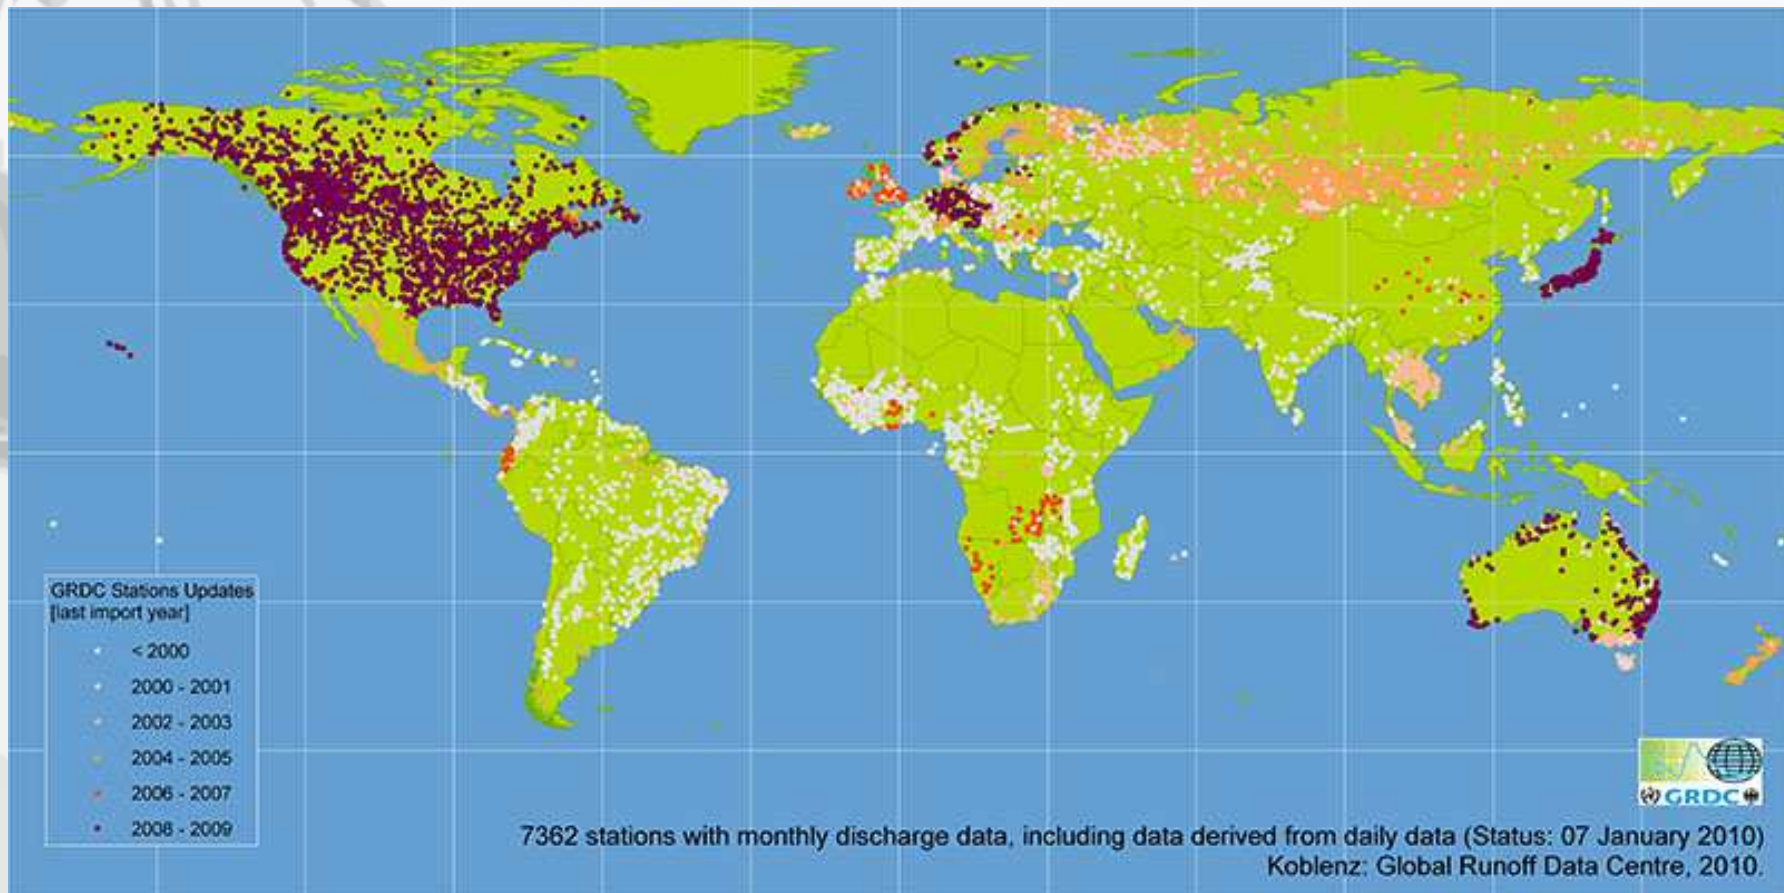 GRDC Stations Updates
[last import year]
< 2000
2000 - 2001
2002 - 2003
2004 - 2005
2006 - 2007
2008 - 2009
GRDC
7362 stations with monthly discharge data, including data derived from daily data (Status: 07 January 2010)
Koblenz: Global Runoff Data Centre, 2010.